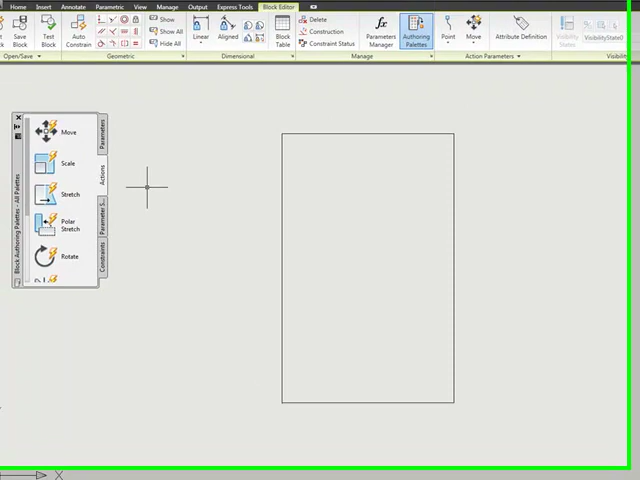 Home Insert Annotate Parametric View Manage Output Express Tools Block Editor
Save Block
Test Block
Auto Constrain
Show
Show All
Hide All
Linear
Aligned
Block Table
Delete
Construction
Constraint Status
Parameters Manager
Authoring Palettes
Point
Move
Attribute Definition
Visibility States
VisibilityState0
Open/Save
Geometric
Dimensional
Manage
Action Parameters
Move
Scale
Stretch
Polar Stretch
Rotate
Parameters
Actions
Parameter S...
Constraints
Block Authoring Palettes - All Palettes
X